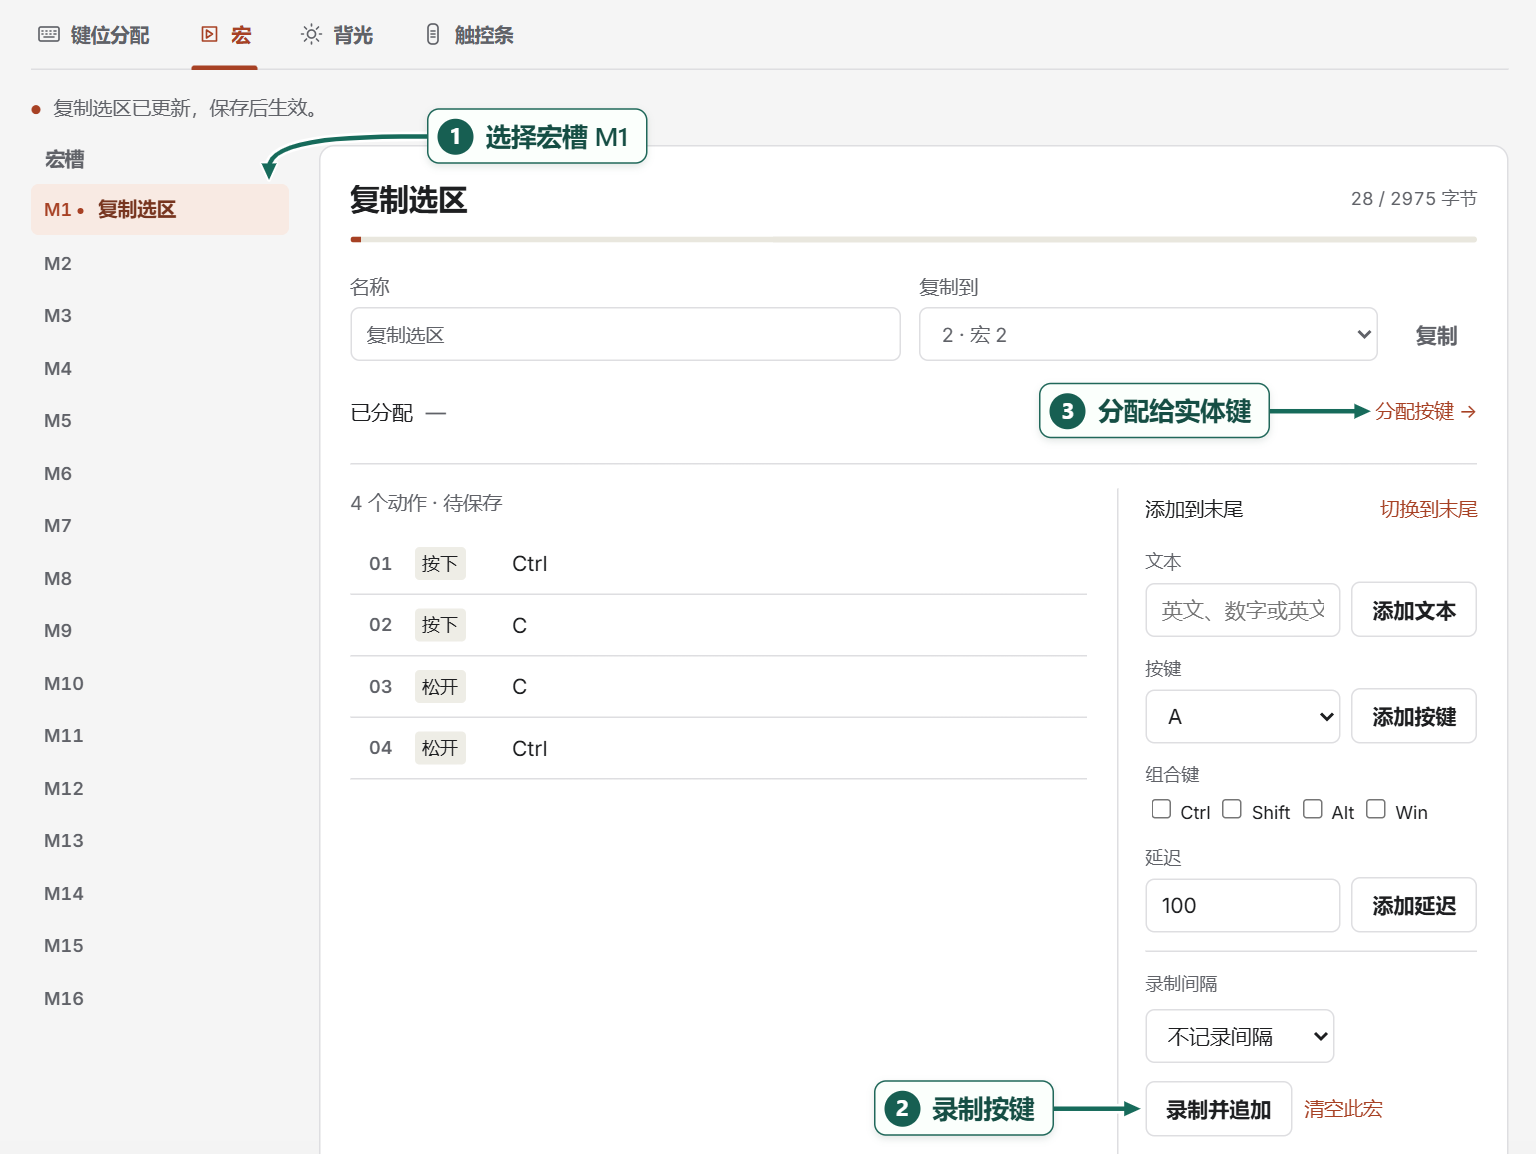 键位分配 宏 背光 触控条
复制选区已更新，保存后生效。
1 选择宏槽 M1
宏槽
M1 • 复制选区
M2
M3
M4
M5
M6
M7
M8
M9
M10
M11
M12
M13
M14
M15
M16
复制选区 28 / 2975 字节
名称
复制选区
复制到
2 · 宏 2
复制
已分配 —
3 分配给实体键
分配按键 →
4 个动作 · 待保存
01 按下 Ctrl
02 按下 C
03 松开 C
04 松开 Ctrl
添加到末尾 切换到末尾
文本
英文、数字或英文 添加文本
按键
A 添加按键
组合键
Ctrl Shift Alt Win
延迟
100 添加延迟
录制间隔
不记录间隔
2 录制按键
录制并追加 清空此宏